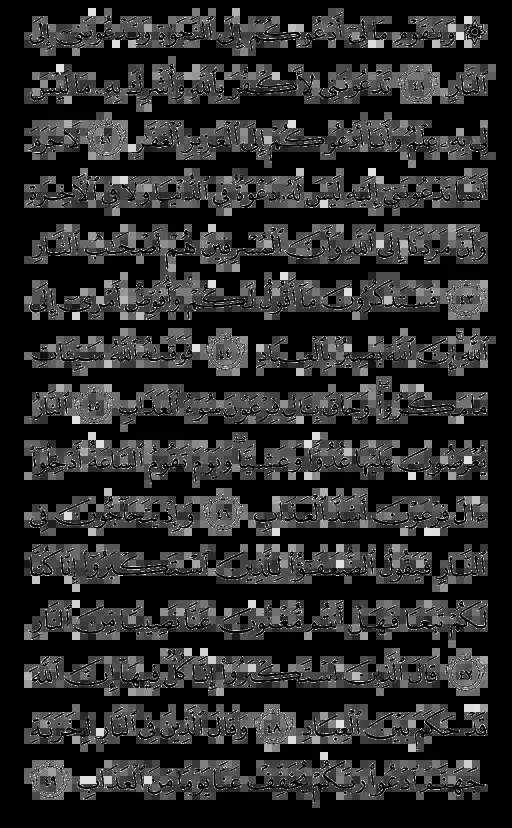 ۞ وَيَٰقَوْمِ مَا لِىٓ أَدْعُوكُمْ إِلَى ٱلنَّجَوٰةِ وَتَدْعُونَنِىٓ إِلَى
ٱلنَّارِ ٤١ تَدْعُونَنِى لِأَكْفُرَ بِٱللَّهِ وَأُشْرِكَ بِهِۦ مَا لَيْسَ
لِى بِهِۦ عِلْمٌ وَأَنَا۠ أَدْعُوكُمْ إِلَى ٱلْعَزِيزِ ٱلْغَفَّٰرِ ٤٢ لَا جَرَمَ
أَنَّمَا تَدْعُونَنِىٓ إِلَيْهِ لَيْسَ لَهُۥ دَعْوَةٌ فِى ٱلدُّنْيَا وَلَا فِى ٱلْءَاخِرَةِ
وَأَنَّ مَرَدَّنَآ إِلَى ٱللَّهِ وَأَنَّ ٱلْمُسْرِفِينَ هُمْ أَصْحَٰبُ ٱلنَّارِ
٤٣ فَسَتَذْكُرُونَ مَآ أَقُولُ لَكُمْ وَأُفَوِّضُ أَمْرِىٓ إِلَى
ٱللَّهِ إِنَّ ٱللَّهَ بَصِيرٌۢ بِٱلْعِبَادِ ٤٤ فَوَقَىٰهُ ٱللَّهُ سَيِّـَٔاتِ
مَا مَكَرُوا۟ وَحَاقَ بِـَٔالِ فِرْعَوْنَ سُوٓءُ ٱلْعَذَابِ ٤٥ ٱلنَّارُ
يُعْرَضُونَ عَلَيْهَا غُدُوًّا وَعَشِيًّا وَيَوْمَ تَقُومُ ٱلسَّاعَةُ أَدْخِلُوٓا۟
ءَالَ فِرْعَوْنَ أَشَدَّ ٱلْعَذَابِ ٤٦ وَإِذْ يَتَحَآجُّونَ فِى
ٱلنَّارِ فَيَقُولُ ٱلضُّعَفَٰٓؤُا۟ لِلَّذِينَ ٱسْتَكْبَرُوٓا۟ إِنَّا كُنَّا
لَكُمْ تَبَعًا فَهَلْ أَنتُم مُّغْنُونَ عَنَّا نَصِيبًا مِّنَ ٱلنَّارِ
٤٧ قَالَ ٱلَّذِينَ ٱسْتَكْبَرُوٓا۟ إِنَّا كُلٌّ فِيهَآ إِنَّ ٱللَّهَ
قَدْ حَكَمَ بَيْنَ ٱلْعِبَادِ ٤٨ وَقَالَ ٱلَّذِينَ فِى ٱلنَّارِ لِخَزَنَةِ
جَهَنَّمَ ٱدْعُوا۟ رَبَّكُمْ يُخَفِّفْ عَنَّا يَوْمًا مِّنَ ٱلْعَذَابِ ٤٩